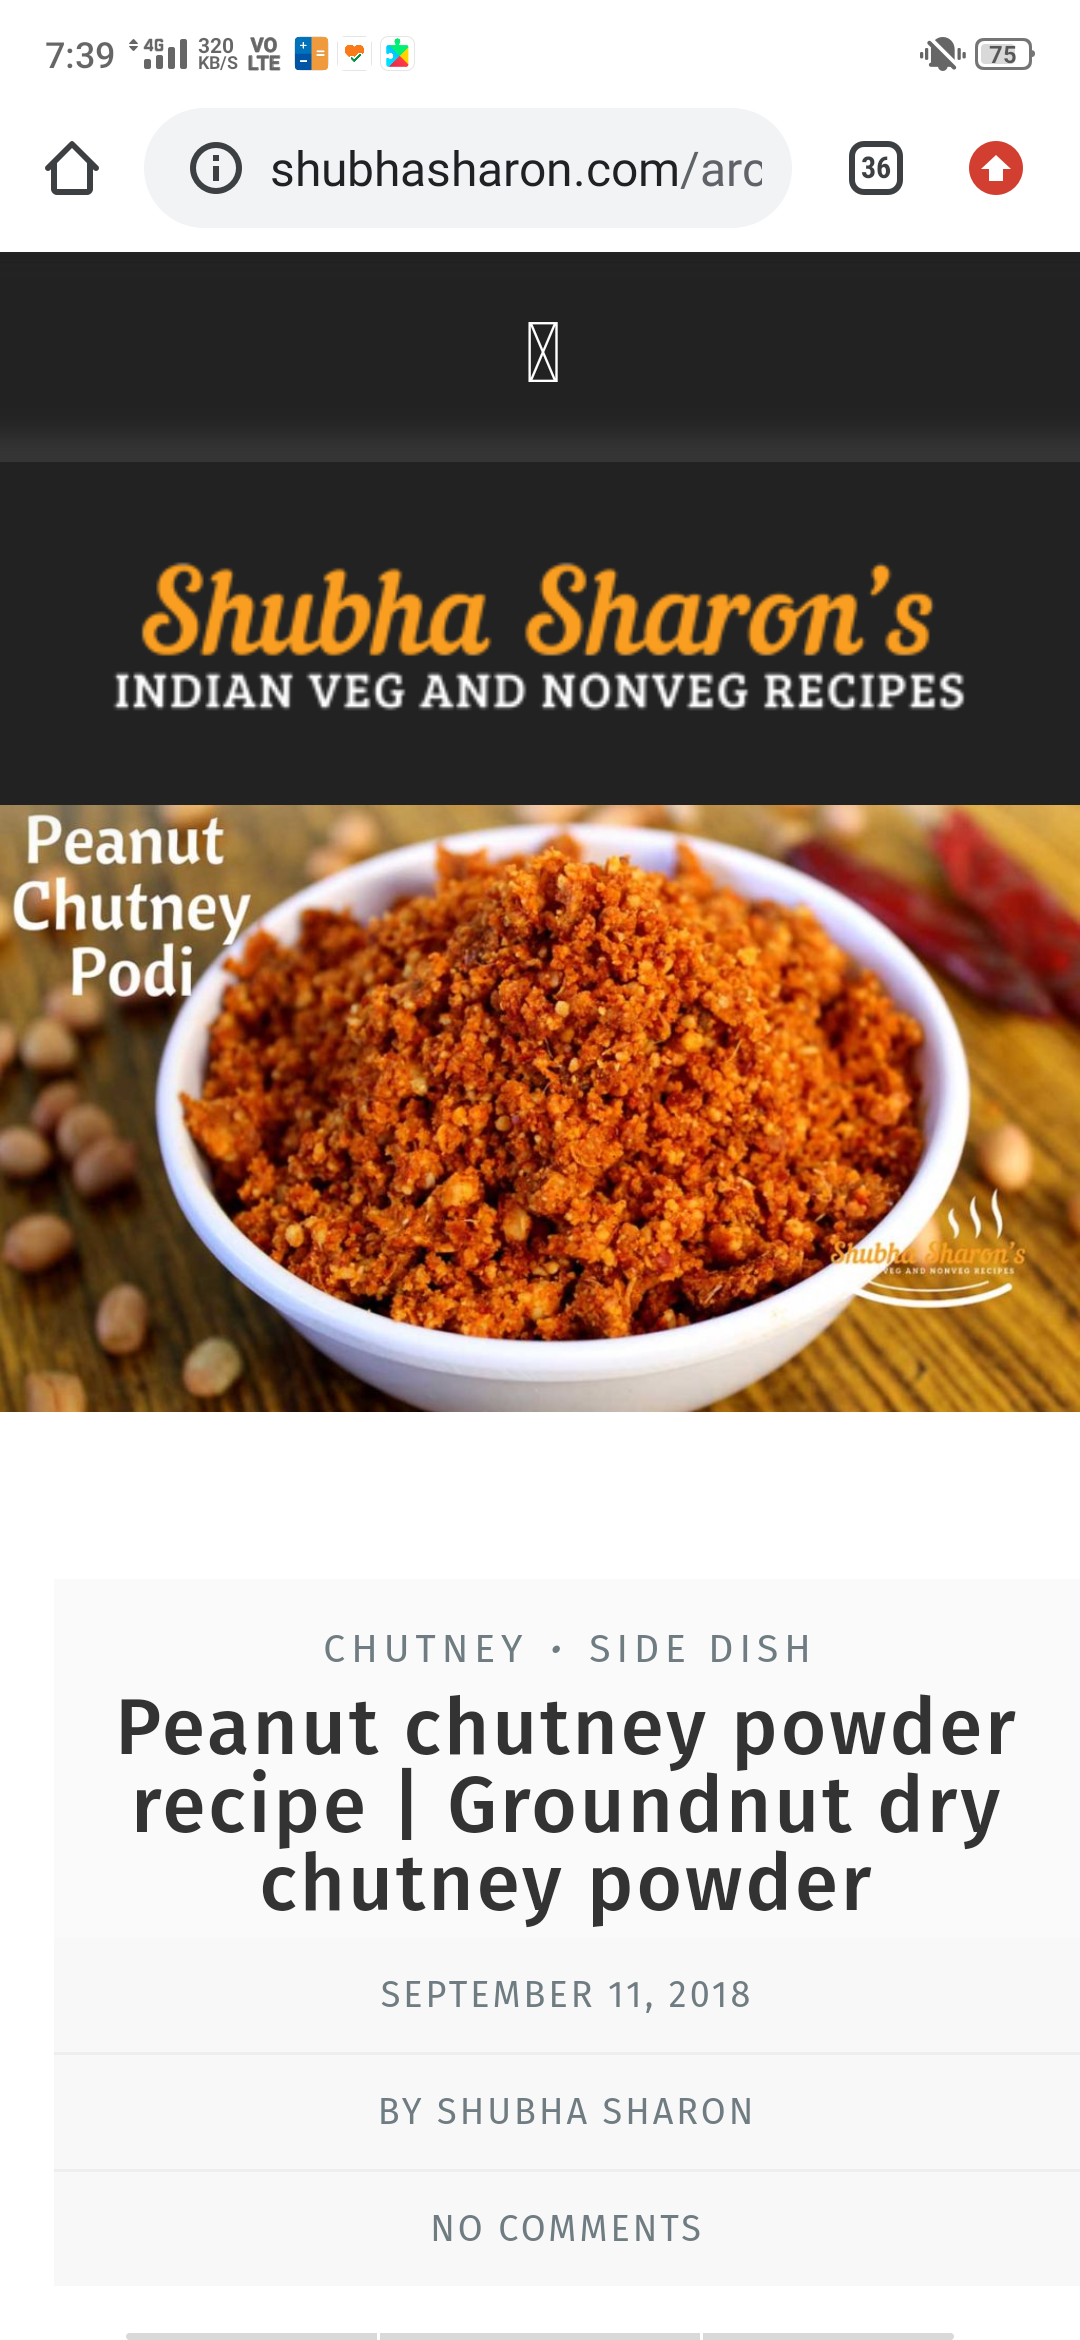 7:39 4G 320 KB/S VO LTE 75
shubhasharon.com/arc
36
Shubha Sharon's
INDIAN VEG AND NONVEG RECIPES
Peanut
Chutney
Podi
Shubha Sharon's
VEG AND NONVEG RECIPES
CHUTNEY • SIDE DISH
Peanut chutney powder
recipe | Groundnut dry
chutney powder
SEPTEMBER 11, 2018
BY SHUBHA SHARON
NO COMMENTS